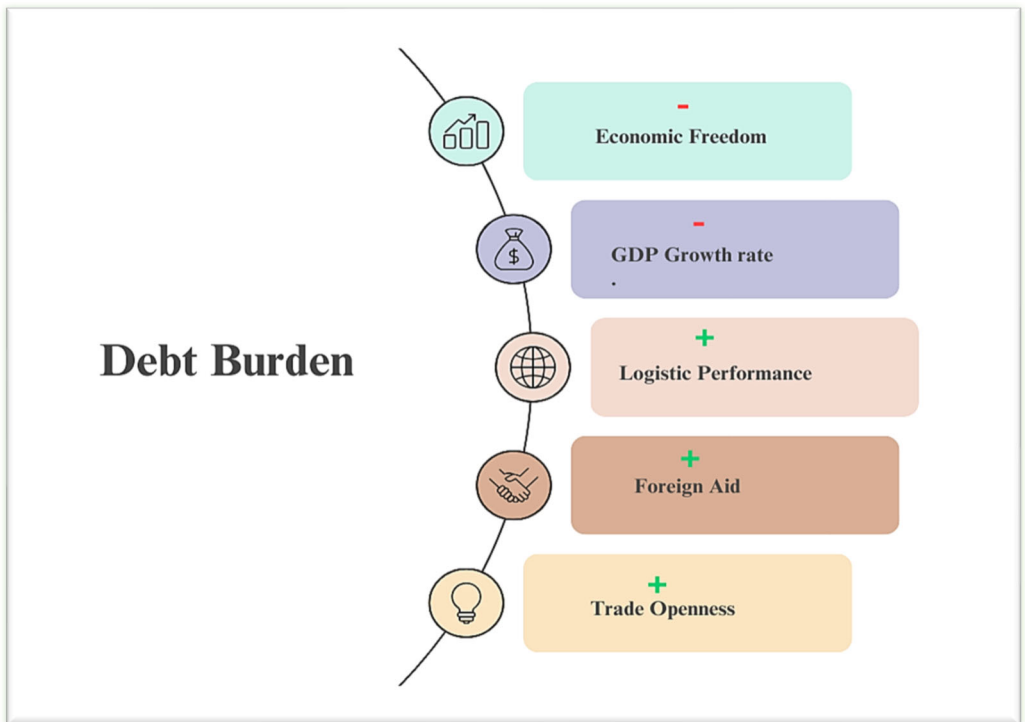 -
Economic Freedom
-
GDP Growth rate
.
+
Logistic Performance
Debt Burden
$
+
Foreign Aid
+
Trade Openness